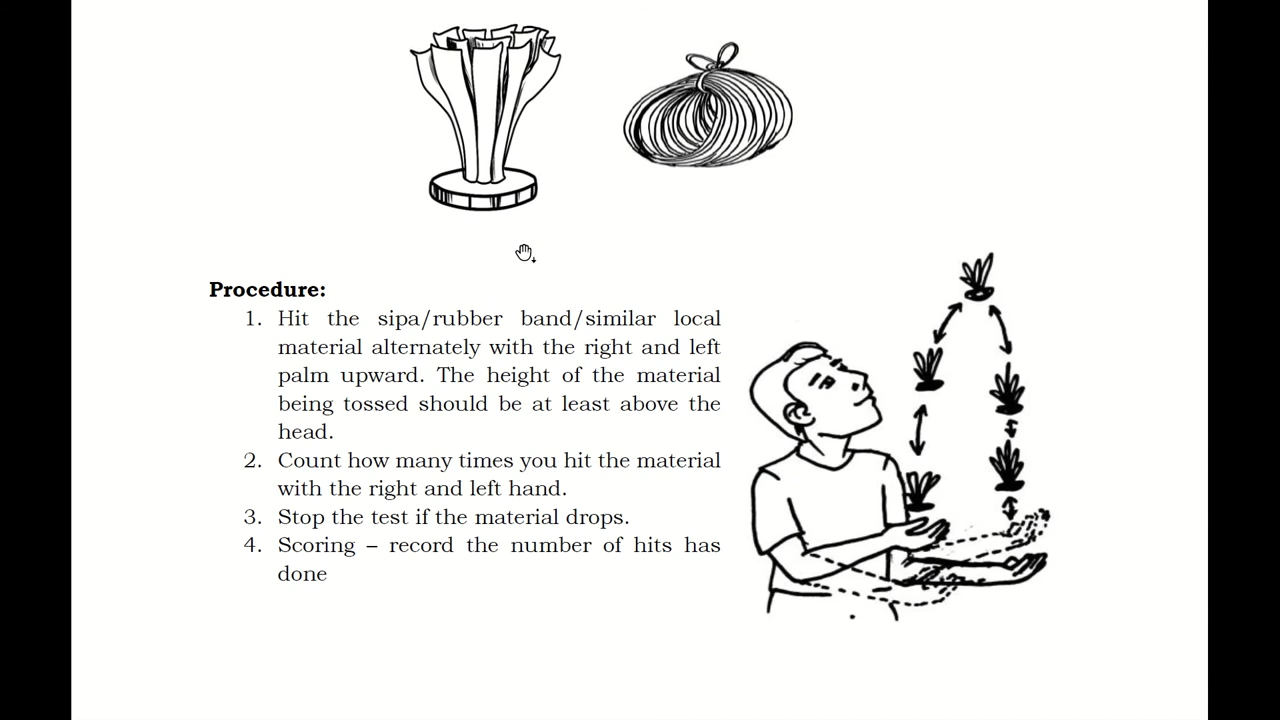 Procedure:
1. Hit the sipa/rubber band/similar local
material alternately with the right and left
palm upward. The height of the material
being tossed should be at least above the
head.
2. Count how many times you hit the material
with the right and left hand.
3. Stop the test if the material drops.
4. Scoring – record the number of hits has
done